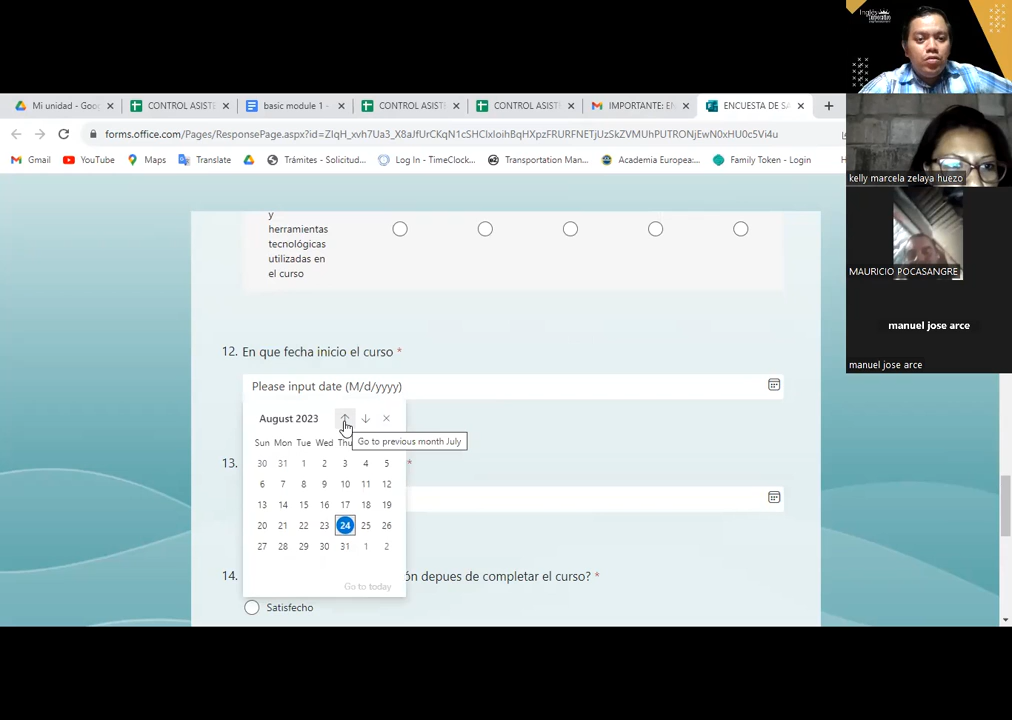 Inglés
Mi unidad - Goo
CONTROL ASISTE
basic module 1 -
CONTROL ASISTE
CONTROL ASISTE
IMPORTANTE: EN
ENCUESTA DE SA
forms.office.com/Pages/ResponsePage.aspx?id=ZIqH_xvh7Ua3_X8aJfUrCKqN1cSHClxIoihBqHXpzFRURFNETjUzSkZVMUhPUTRONjEwN0xHU0c5Vi4u
Gmail
YouTube
Maps
Translate
Trámites - Solicitud...
Log In - TimeClock...
Transportation Man...
Academia Europea:...
Family Token - Login
kelly marcela zelaya huezo
MAURICIO POCASANGRE
manuel jose arce
manuel jose arce
y
herramientas
tecnológicas
utilizadas en
el curso
12. En que fecha inicio el curso *
Please input date (M/d/yyyy)
August 2023
Go to previous month July
Sun Mon Tue Wed Thu
30 31 1 2 3 4 5
6 7 8 9 10 11 12
13 14 15 16 17 18 19
20 21 22 23 24 25 26
27 28 29 30 31 1 2
Go to today
13. *
14. ón depues de completar el curso? *
Satisfecho